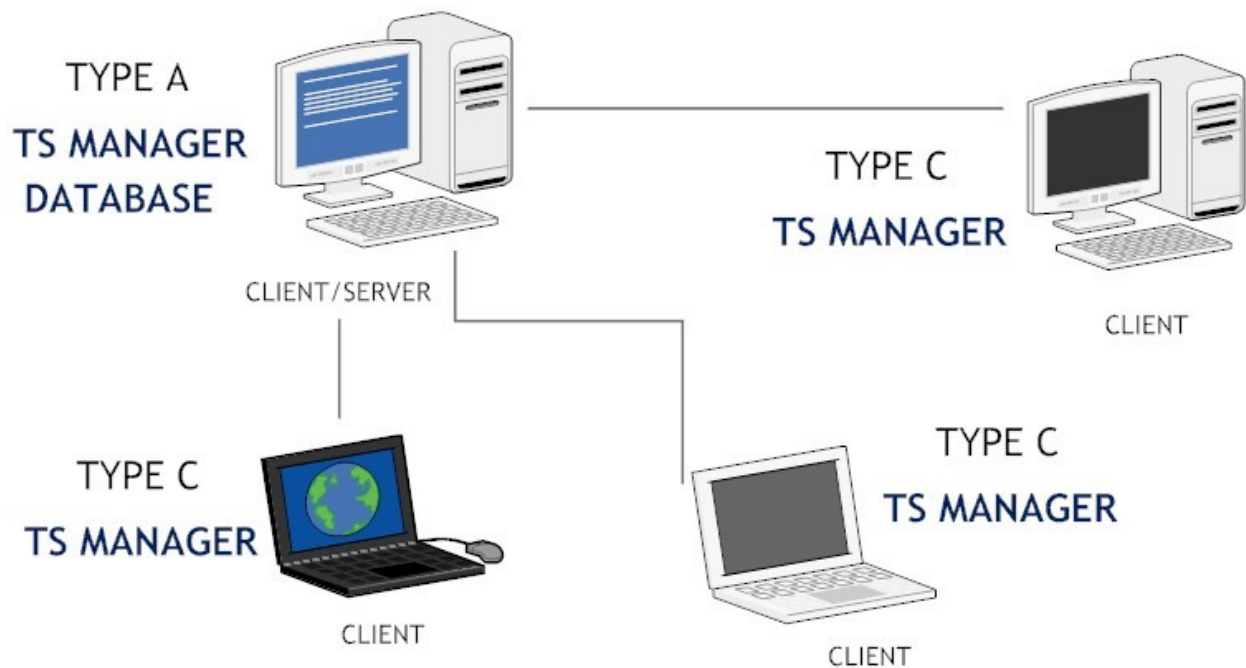 TYPE A
TS MANAGER
DATABASE
CLIENT/SERVER
TYPE C
TS MANAGER
CLIENT
TYPE C
TS MANAGER
CLIENT
TYPE C
TS MANAGER
CLIENT